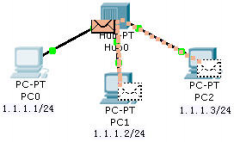 Hub-PT
Hub0
PC-PT
PC0
1.1.1.1/24
PC-PT
PC1
1.1.1.2/24
PC-PT
PC2
1.1.1.3/24